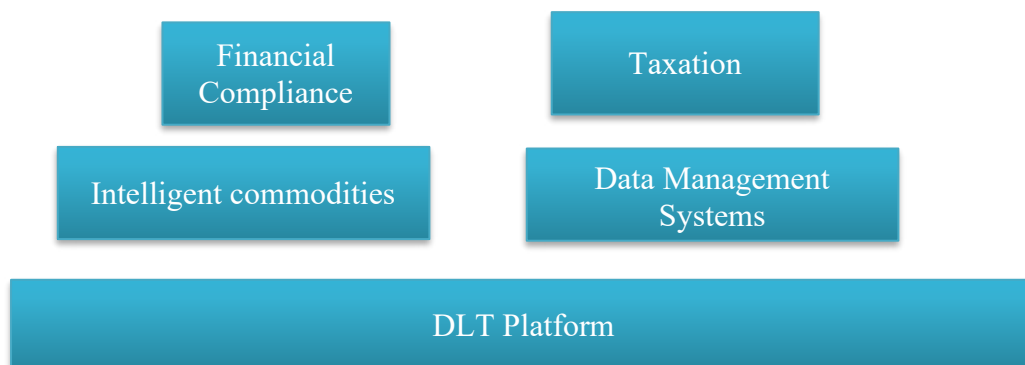 Financial
Compliance
Taxation
Intelligent commodities
Data Management
Systems
DLT Platform